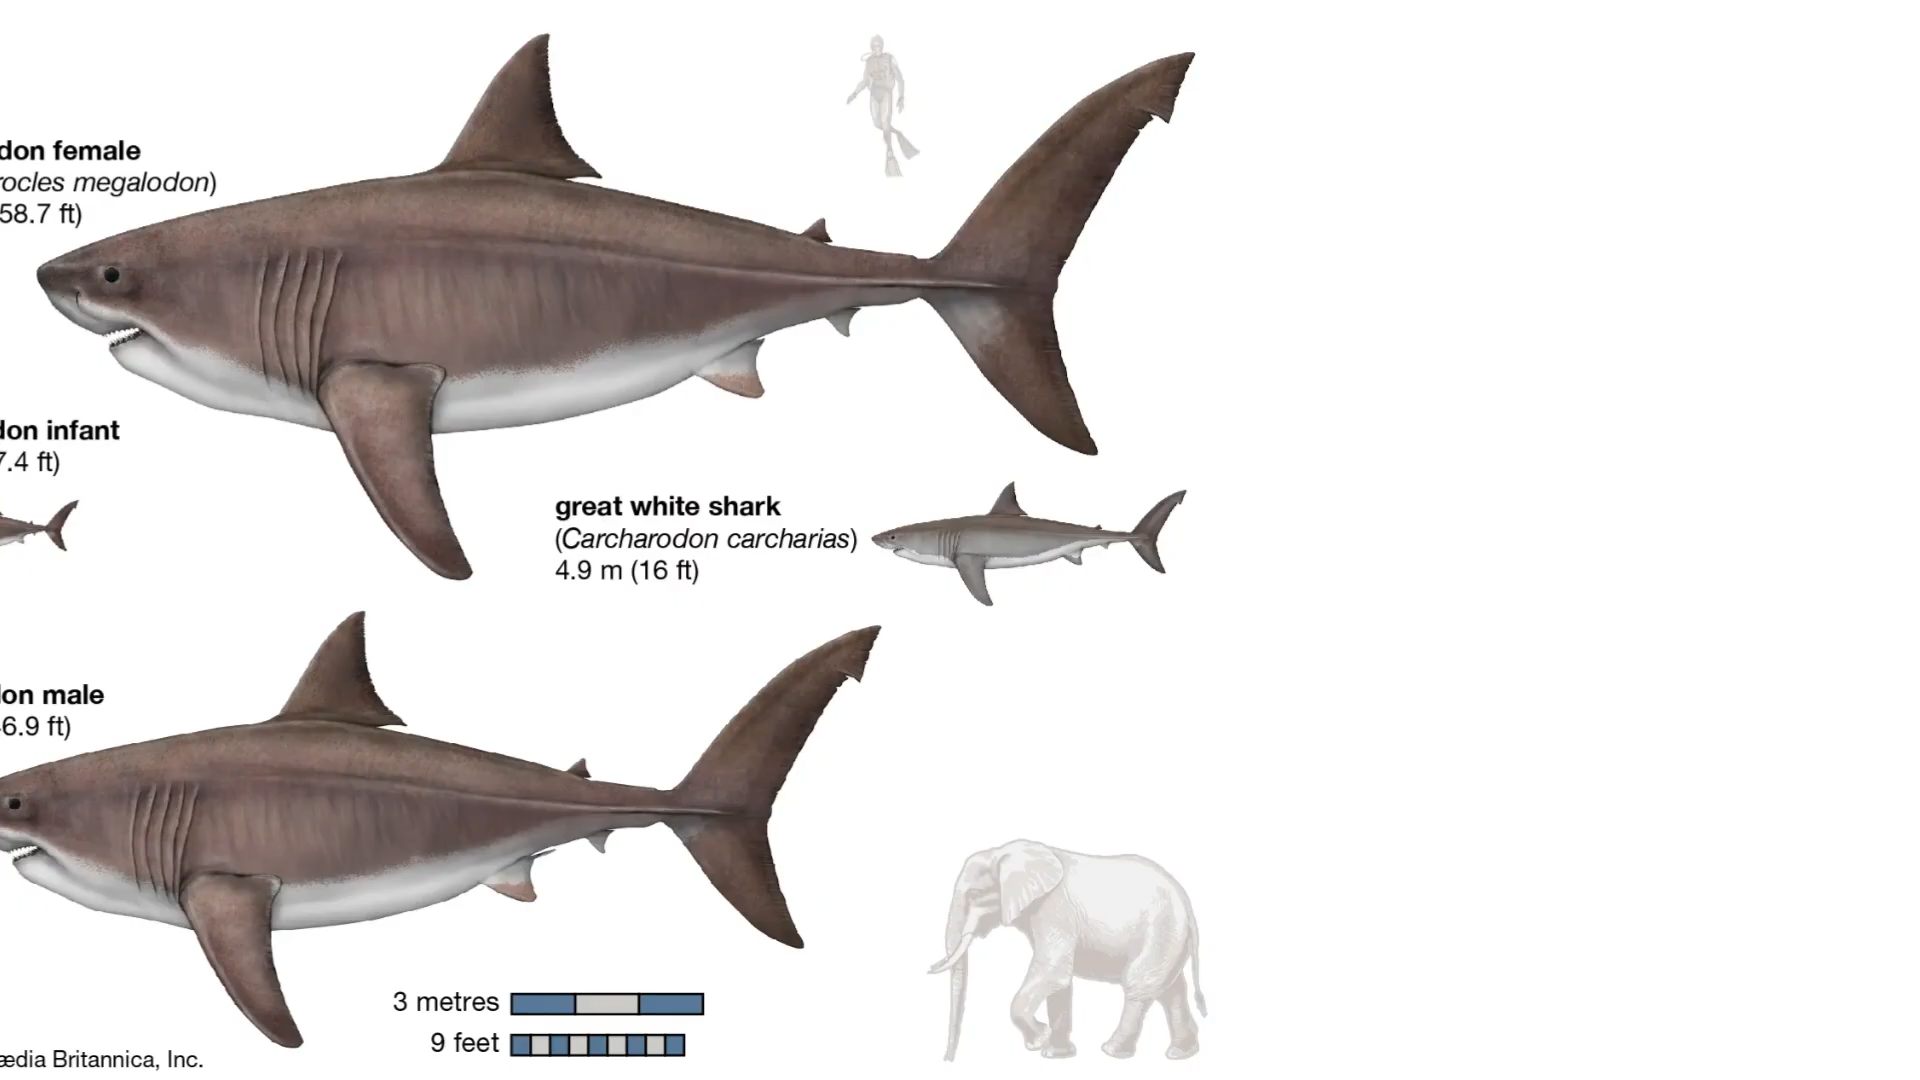 don female
rocles megalodon)
58.7 ft)
don infant
7.4 ft)
great white shark
(Carcharodon carcharias)
4.9 m (16 ft)
don male
6.9 ft)
3 metres
9 feet
ædia Britannica, Inc.